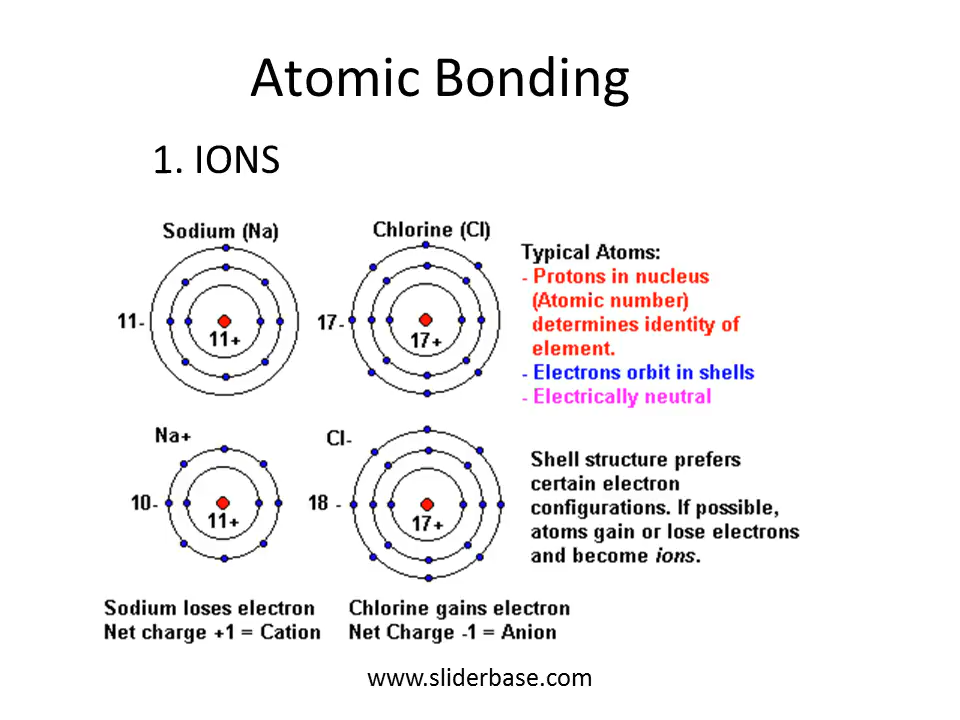 Atomic Bonding
1. IONS
Sodium (Na)
Chlorine (Cl)
11-
11+
17-
17+
Typical Atoms:
- Protons in nucleus
(Atomic number)
determines identity of
element.
- Electrons orbit in shells
- Electrically neutral
Na+
Cl-
10-
11+
18 -
17+
Shell structure prefers
certain electron
configurations. If possible,
atoms gain or lose electrons
and become ions.
Sodium loses electron
Net charge +1 = Cation
Chlorine gains electron
Net Charge -1 = Anion
www.sliderbase.com